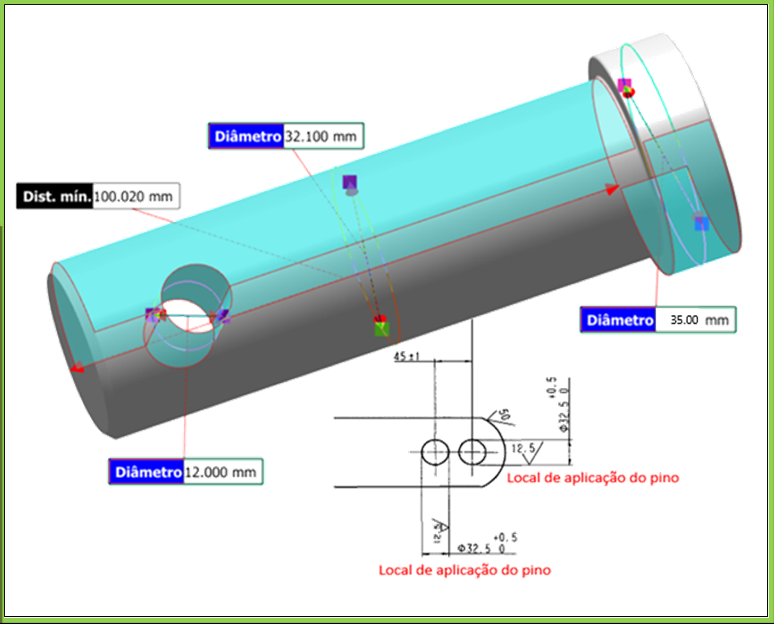 Diâmetro 32.100 mm
Dist. mín. 100.020 mm
Diâmetro 35.00 mm
Diâmetro 12.000 mm
45±1
50
+0.5
Φ32.5 0
12.5
Local de aplicação do pino
12.5
+0.5
Φ32.5 0
Local de aplicação do pino